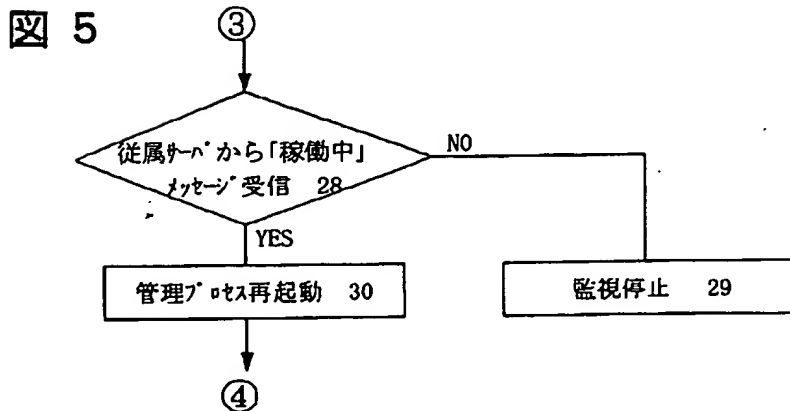 図 5
③
従属ｻｰﾊﾞから「稼働中」
ﾒｯｾｰｼﾞ受信 28
NO
YES
管理ﾌﾟﾛｾｽ再起動 30
監視停止 29
④